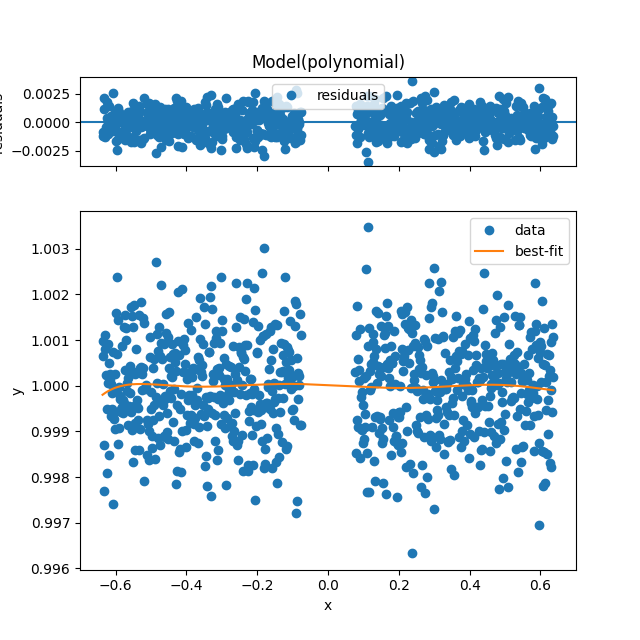 Model(polynomial)
0.0025
0.0000
−0.0025
residuals
residuals
1.003
1.002
1.001
1.000
0.999
0.998
0.997
0.996
y
data
best-fit
−0.6 −0.4 −0.2 0.0 0.2 0.4 0.6
x